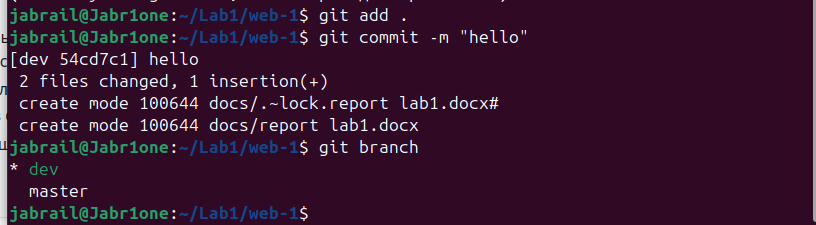 jabrail@Jabr1one:~/Lab1/web-1$ git add .
jabrail@Jabr1one:~/Lab1/web-1$ git commit -m "hello"
[dev 54cd7c1] hello
 2 files changed, 1 insertion(+)
 create mode 100644 docs/.~lock.report lab1.docx#
 create mode 100644 docs/report lab1.docx
jabrail@Jabr1one:~/Lab1/web-1$ git branch
* dev
  master
jabrail@Jabr1one:~/Lab1/web-1$